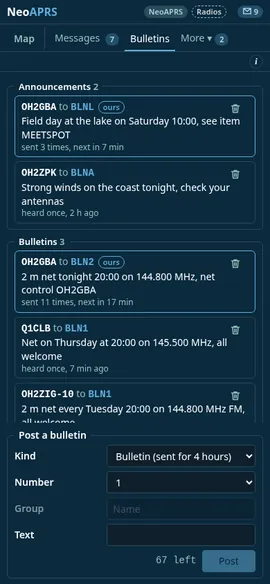 NeoAPRS NeoAPRS Radios 9
Map Messages 7 Bulletins More ▾ 2
i
Announcements 2
OH2GBA to BLNL ours
Field day at the lake on Saturday 10:00, see item
MEETSPOT
sent 3 times, next in 7 min
OH2ZPK to BLNA
Strong winds on the coast tonight, check your
antennas
heard once, 2 h ago
Bulletins 3
OH2GBA to BLN2 ours
2 m net tonight 20:00 on 144.800 MHz, net
control OH2GBA
sent 11 times, next in 17 min
Q1CLB to BLN1
Net on Thursday at 20:00 on 145.500 MHz, all
welcome
heard once, 7 min ago
OH2ZIG-10 to BLN1
2 m net every Tuesday 20:00 on 144.800 MHz FM,
all welcome
Post a bulletin
Kind Bulletin (sent for 4 hours)
Number 1
Group Name
Text
67 left Post